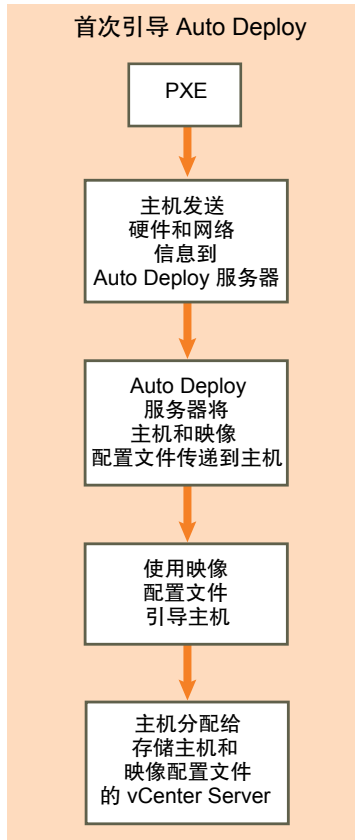 首次引导 Auto Deploy
PXE
主机发送
硬件和网络
信息到
Auto Deploy 服务器
Auto Deploy
服务器将
主机和映像
配置文件传递到主机
使用映像
配置文件
引导主机
主机分配给
存储主机和
映像配置文件
的 vCenter Server